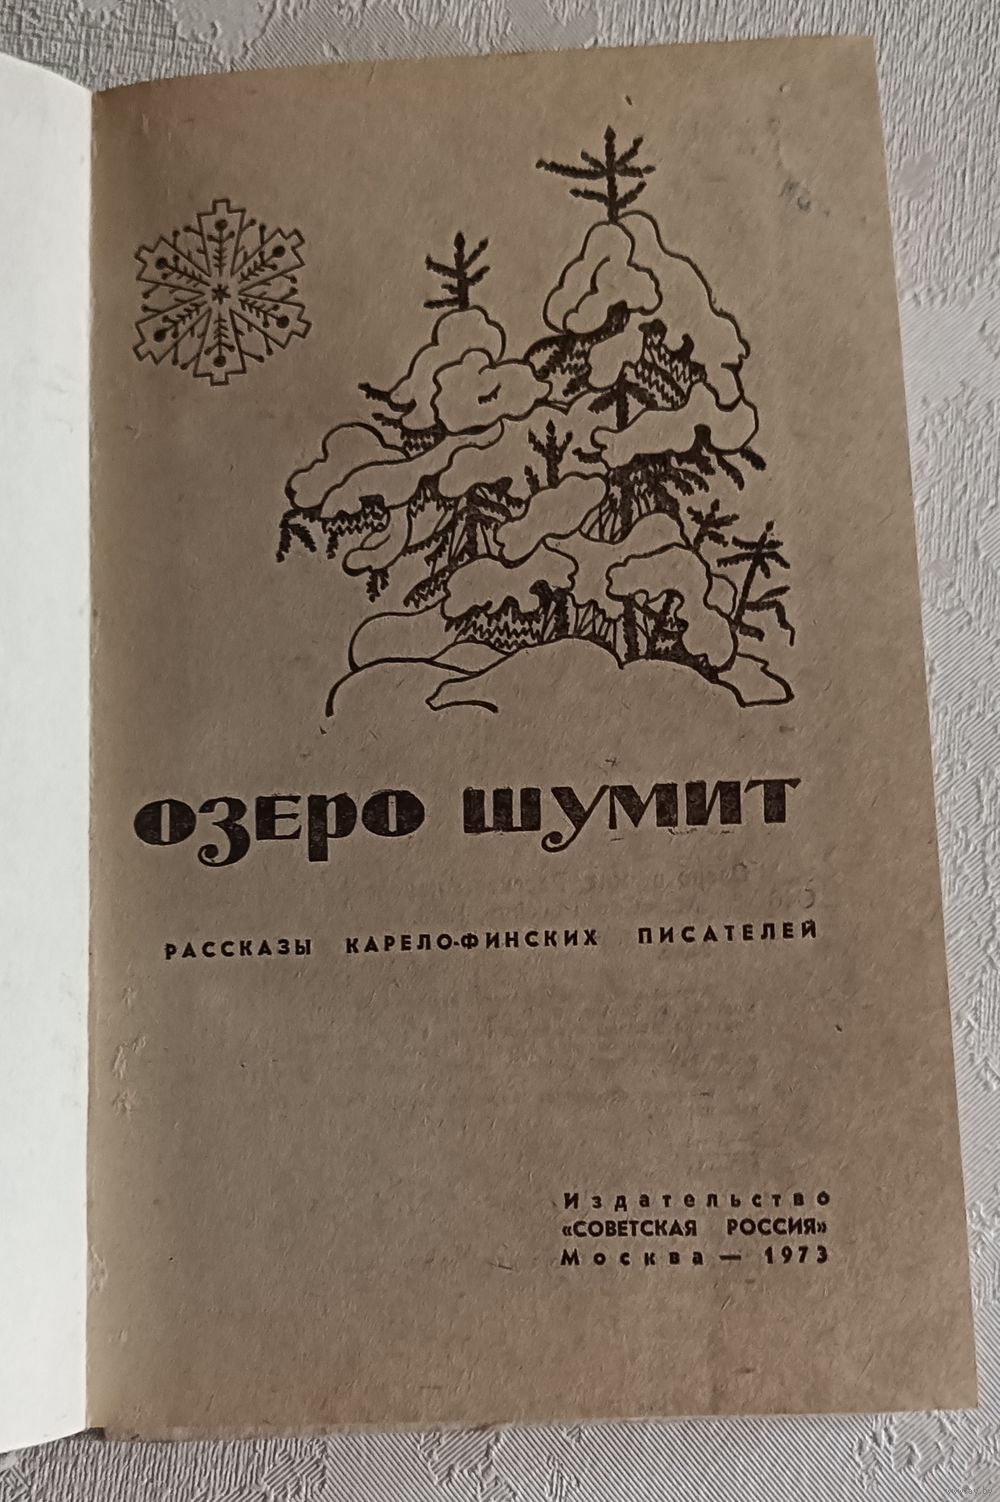 ОЗЕРО ШУМИТ
РАССКАЗЫ КАРЕЛО-ФИНСКИХ ПИСАТЕЛЕЙ
Издательство
«СОВЕТСКАЯ РОССИЯ»
Москва — 1973